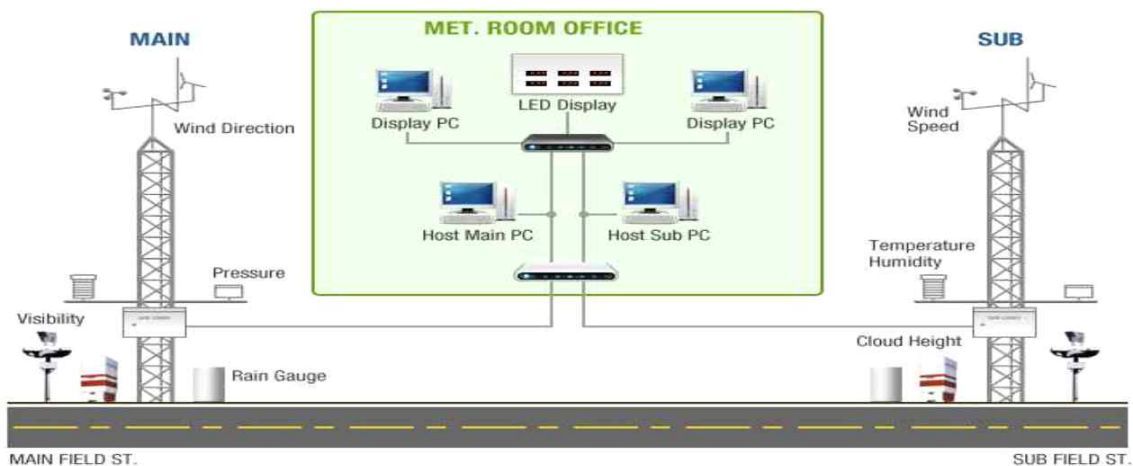 MET. ROOM OFFICE
MAIN
SUB
LED Display
Display PC
Display PC
Wind Direction
Wind
Speed
Host Main PC
Host Sub PC
Pressure
Temperature
Humidity
Visibility
Cloud Height
Rain Gauge
MAIN FIELD ST.
SUB FIELD ST.